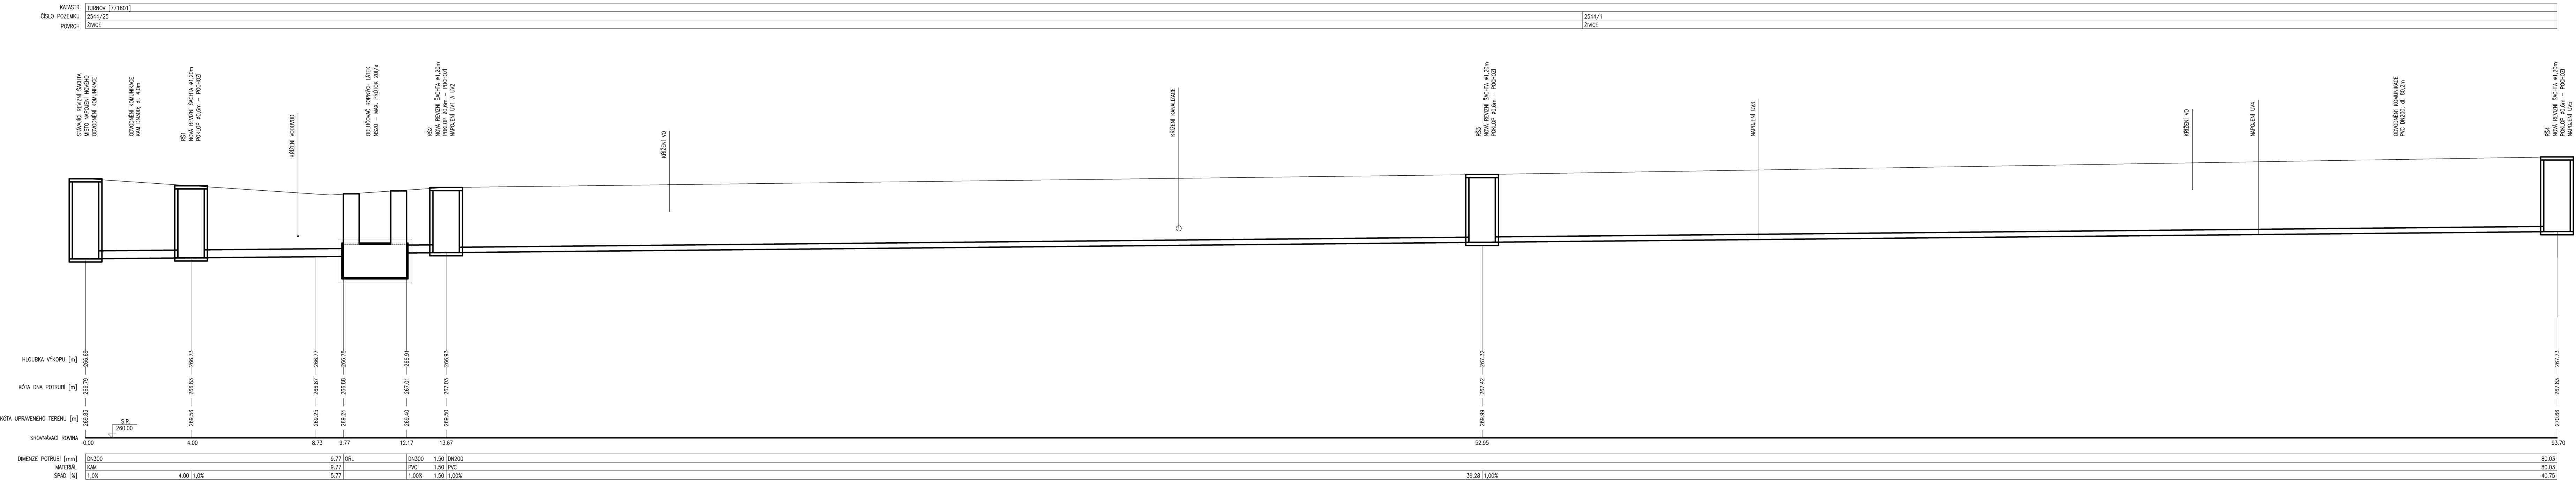 KATASTR TURNOV [771601]
ČÍSLO POZEMKU 2544/25 2544/1
POVRCH ŽIVICE ŽIVICE
STÁVAJÍCÍ REVIZNÍ ŠACHTA
MÍSTO NAPOJENÍ NOVÉHO
ODVODNĚNÍ KOMUNIKACE
ODVODNĚNÍ KOMUNIKACE
KAM DN300; dl. 4,0m
RŠ1
NOVÁ REVIZNÍ ŠACHTA ø1,20m
POKLOP ø0,6m - POCHOZÍ
KŘÍŽENÍ VODOVOD
ODLUČOVAČ ROPNÝCH LÁTEK
NS20 - MAX. PRŮTOK 20l/s
RŠ2
NOVÁ REVIZNÍ ŠACHTA ø1,20m
POKLOP ø0,6m - POCHOZÍ
NAPOJENÍ UV1 A UV2
KŘÍŽENÍ VO
KŘÍŽENÍ KANALIZACE
RŠ3
NOVÁ REVIZNÍ ŠACHTA ø1,20m
POKLOP ø0,6m - POCHOZÍ
NAPOJENÍ UV3
KŘÍŽENÍ VO
NAPOJENÍ UV4
ODVODNĚNÍ KOMUNIKACE
PVC DN200; dl. 80,2m
RŠ4
NOVÁ REVIZNÍ ŠACHTA ø1,20m
POKLOP ø0,6m - POCHOZÍ
NAPOJENÍ UV5
HLOUBKA VÝKOPU [m] 266.69 266.73 266.77 266.78 266.91 266.93 267.32 267.73
KÓTA DNA POTRUBÍ [m] 266.79 266.83 266.87 266.88 267.01 267.03 267.42 267.83
KÓTA UPRAVENÉHO TERÉNU [m] 269.83 269.56 269.25 269.24 269.40 269.50 269.99 270.66
S.R.
260.00
SROVNÁVACÍ ROVINA
0.00 4.00 8.73 9.77 12.17 13.67 52.95 93.70
DIMENZE POTRUBÍ [mm] DN300 9.77 ORL DN300 1.50 DN200 80.03
MATERIÁL KAM 9.77 PVC 1.50 PVC 80.03
SPÁD [%] 1,0% 4.00 1,0% 5.77 1,00% 1.50 1,00% 39.28 1,00% 40.75